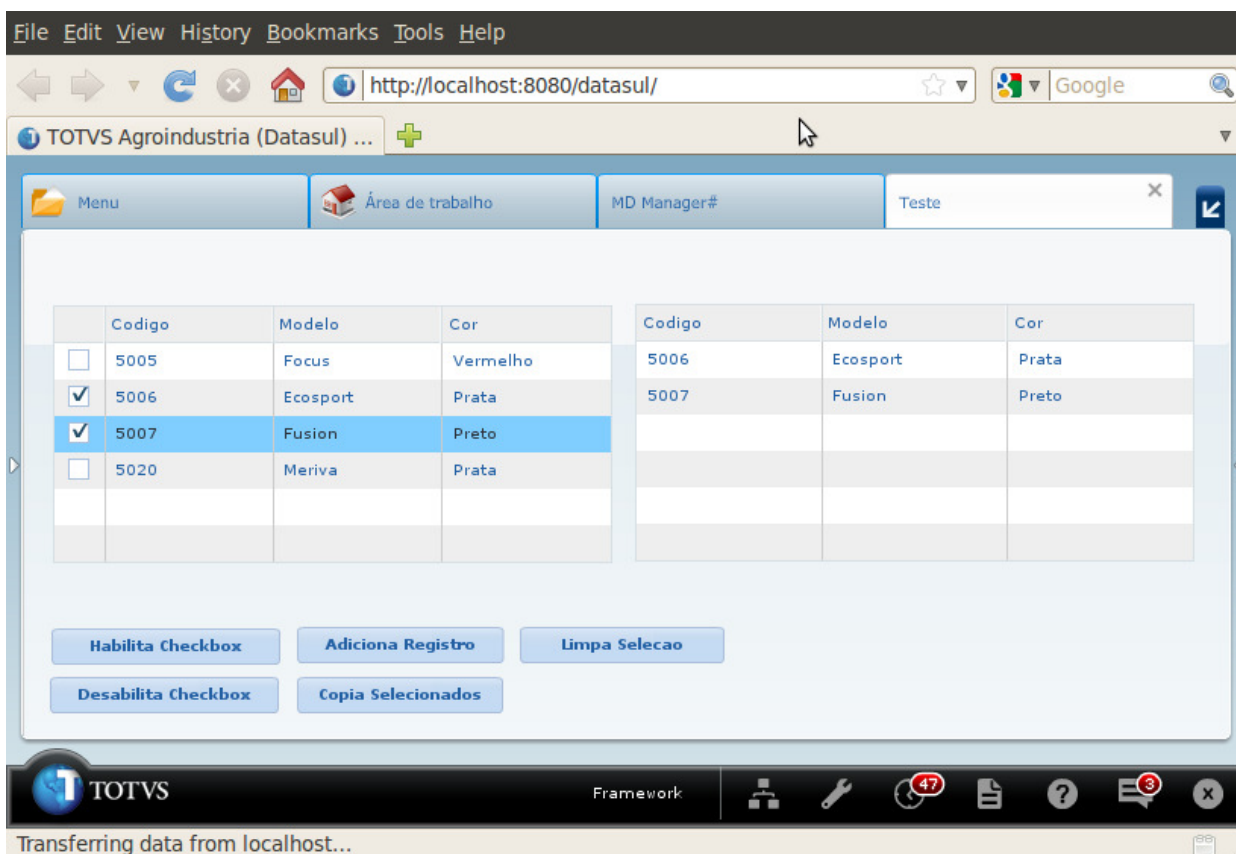 File Edit View History Bookmarks Tools Help
http://localhost:8080/datasul/ Google
TOTVS Agroindustria (Datasul) ...
Menu Área de trabalho MD Manager# Teste
Codigo Modelo Cor Codigo Modelo Cor
5005 Focus Vermelho 5006 Ecosport Prata
5006 Ecosport Prata 5007 Fusion Preto
5007 Fusion Preto
5020 Meriva Prata
Habilita Checkbox Adiciona Registro Limpa Selecao
Desabilita Checkbox Copia Selecionados
TOTVS Framework 47 3
Transferring data from localhost...